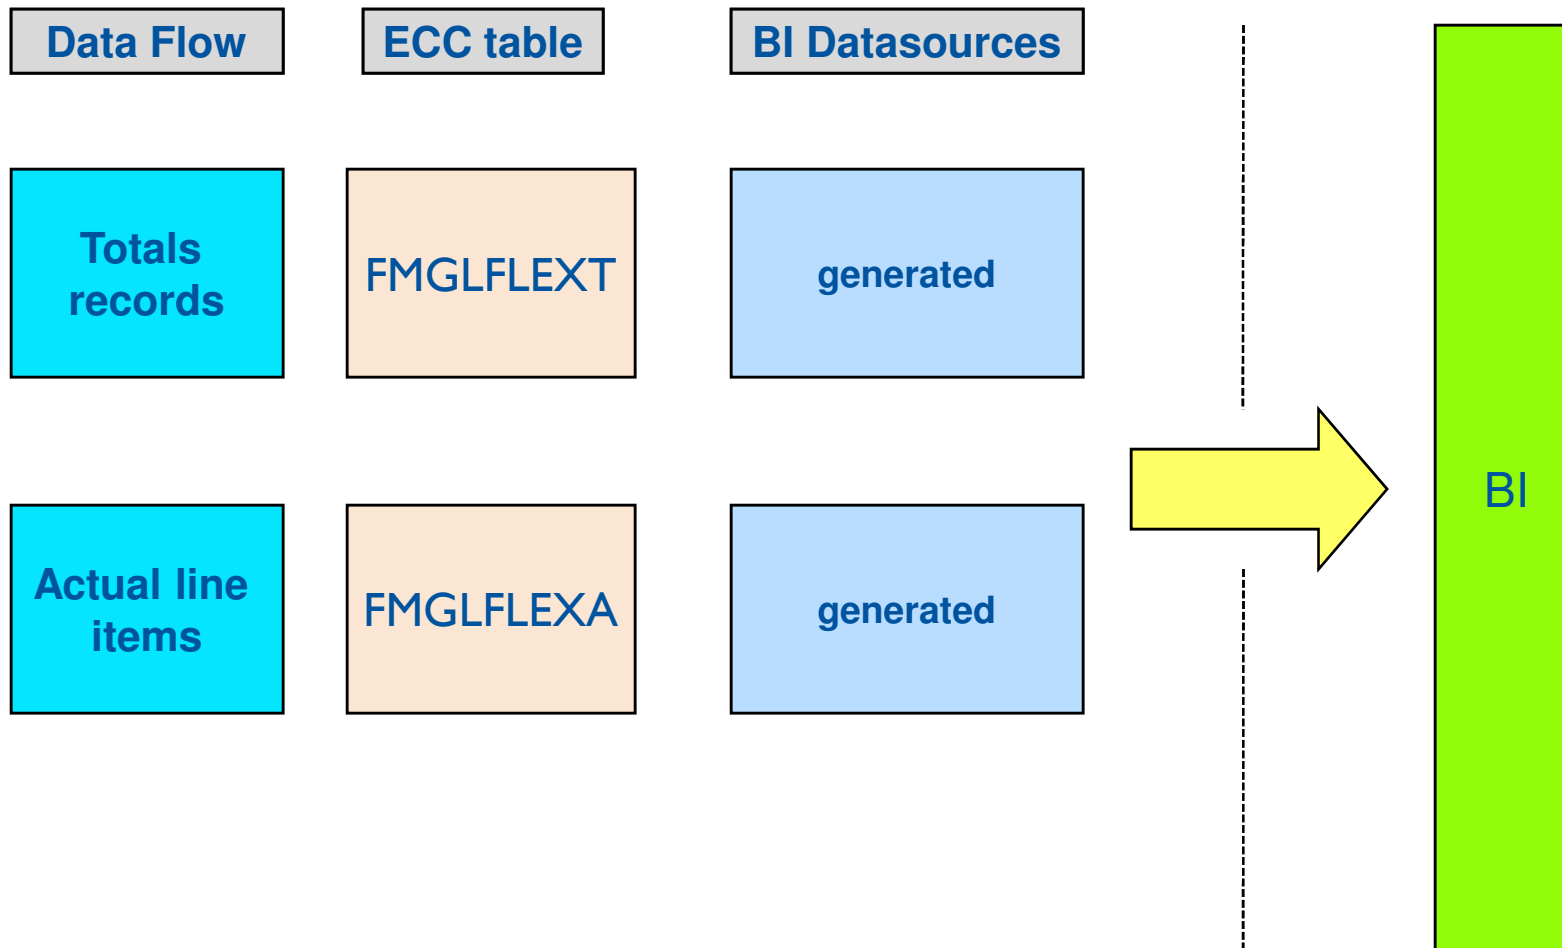 Data Flow
ECC table
BI Datasources
Totals
records
FMGLFLEXT
generated
Actual line
items
FMGLFLEXA
generated
BI